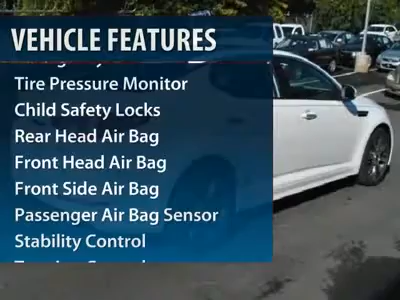 VEHICLE FEATURES
Tire Pressure Monitor
Child Safety Locks
Rear Head Air Bag
Front Head Air Bag
Front Side Air Bag
Passenger Air Bag Sensor
Stability Control